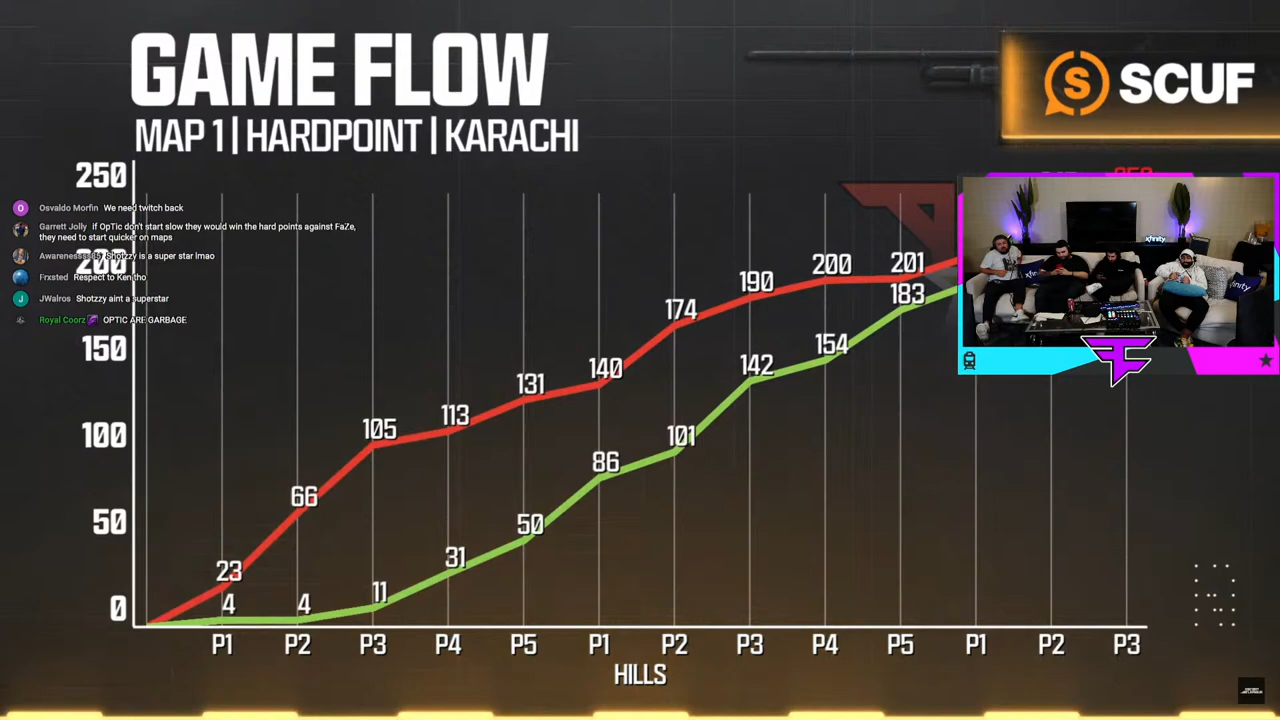 GAME FLOW
MAP 1 | HARDPOINT | KARACHI
SCUF
250
200
150
100
50
0
Osvaldo Morfin We need twitch back
Garrett Jolly If OpTic don't start slow they would win the hard points against FaZe,
they need to start quicker on maps
Shotzzy is a super star lmao
Frxsted Respect to Ken tho
J JWalros Shotzzy aint a superstar
Royal Coorz OPTIC ARE GARBAGE
23 66 105 113 131 140 174 190 200 201
4 4 11 31 50 86 101 142 154 183
xfinity
xfinity
P1 P2 P3 P4 P5 P1 P2 P3 P4 P5 P1 P2 P3
HILLS